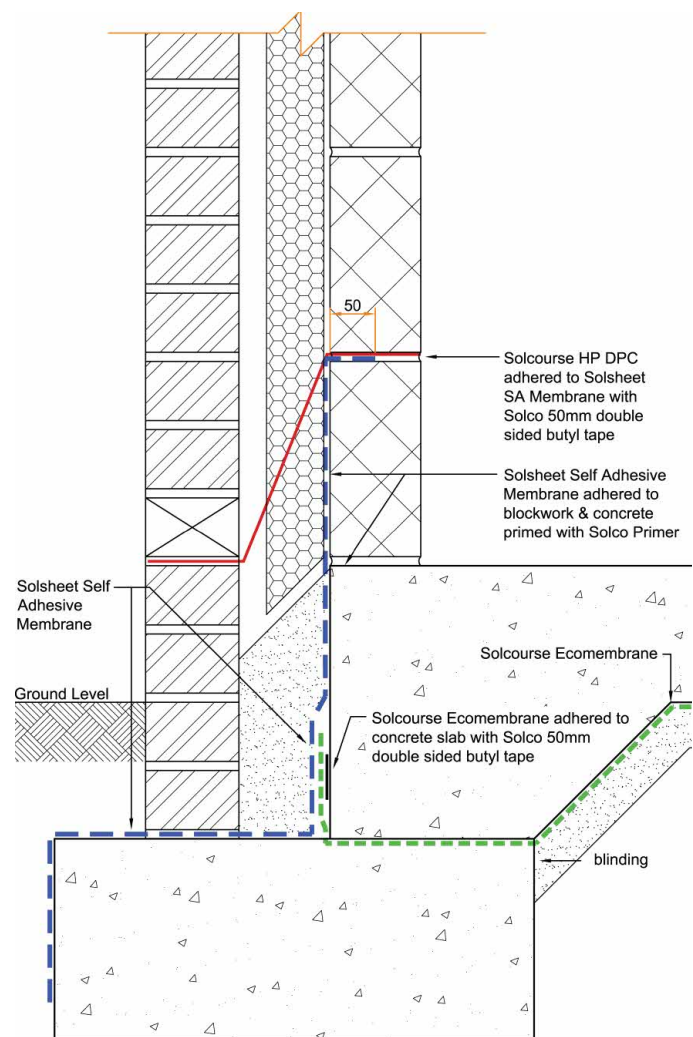 50
Solcourse HP DPC
adhered to Solsheet
SA Membrane with
Solco 50mm double
sided butyl tape
Solsheet Self Adhesive
Membrane adhered to
blockwork & concrete
primed with Solco Primer
Solsheet Self
Adhesive
Membrane
Solcourse Ecomembrane
Ground Level
Solcourse Ecomembrane adhered to
concrete slab with Solco 50mm
double sided butyl tape
blinding